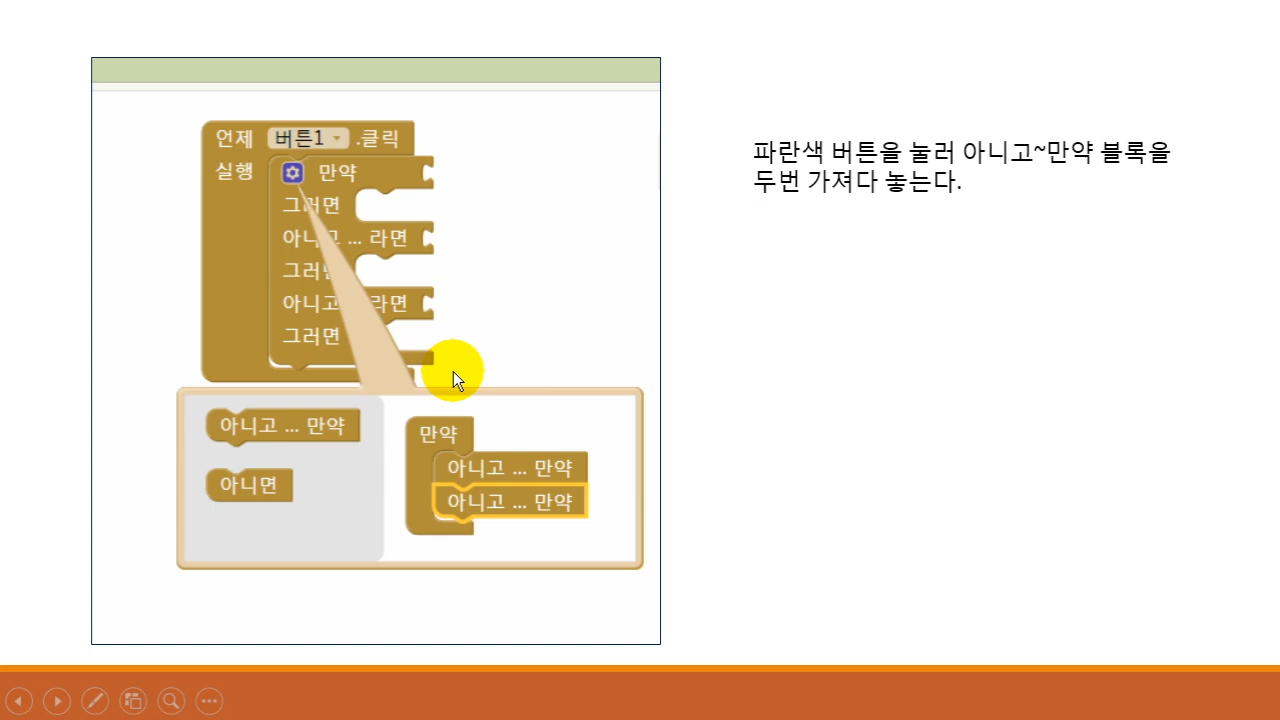 언제 버튼1 .클릭
실행 만약
그러면
아니고 ... 라면
그러면
아니고 라면
그러면
아니고 ... 만약
아니면
만약
아니고 ... 만약
아니고 ... 만약
파란색 버튼을 눌러 아니고~만약 블록을
두번 가져다 놓는다.